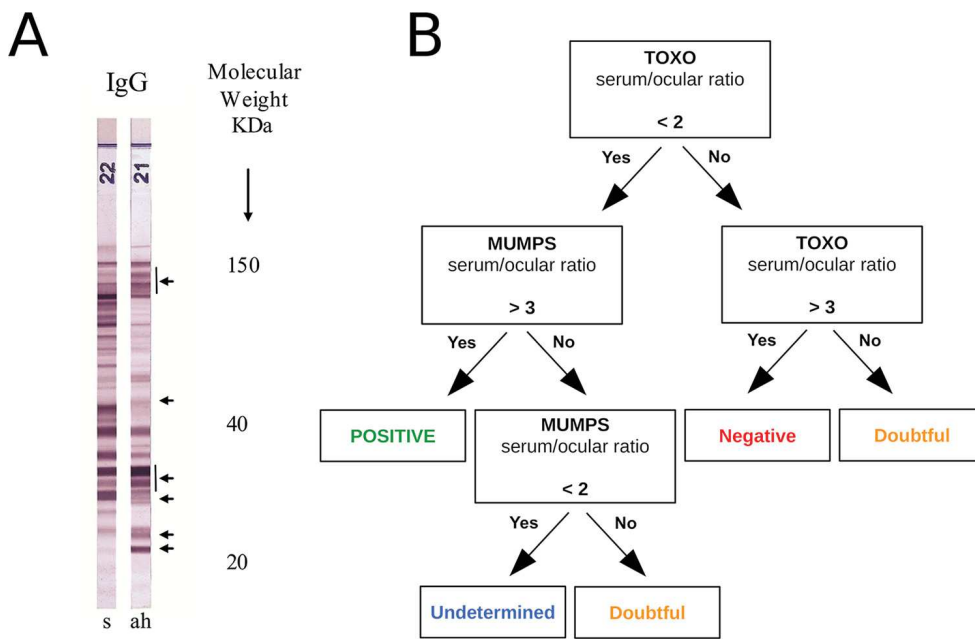 A
IgG
Molecular
Weight
KDa
22
21
150
40
20
s
ah
B
TOXO
serum/ocular ratio
< 2
Yes
No
MUMPS
serum/ocular ratio
> 3
TOXO
serum/ocular ratio
> 3
Yes
No
Yes
No
POSITIVE
MUMPS
serum/ocular ratio
< 2
Negative
Doubtful
Yes
No
Undetermined
Doubtful